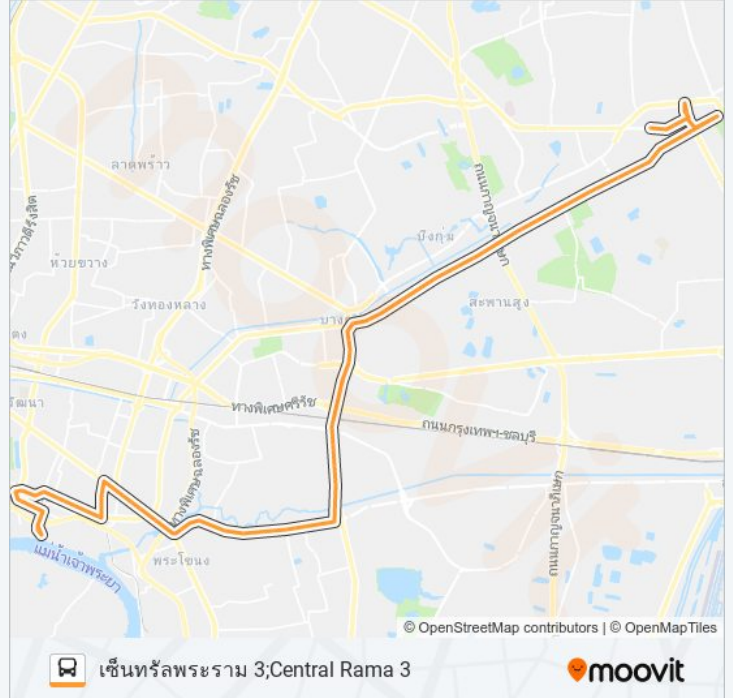 ลาดพร้าว
ทางพิเศษฉลองรัช
ถนนกาญจนาภิเษก
บึงกุ่ม
ห้วยขวาง
วังทองหลาง
สะพานสูง
ทางพิเศษศรีรัช
ถนนกรุงเทพฯ-ชลบุรี
ทางพิเศษฉลองรัช
ถนนกาญจนาภิเษก
แม่น้ำเจ้าพระยา
พระโขนง
© OpenStreetMap contributors | © OpenMapTiles
เซ็นทรัลพระราม 3;Central Rama 3
moovit